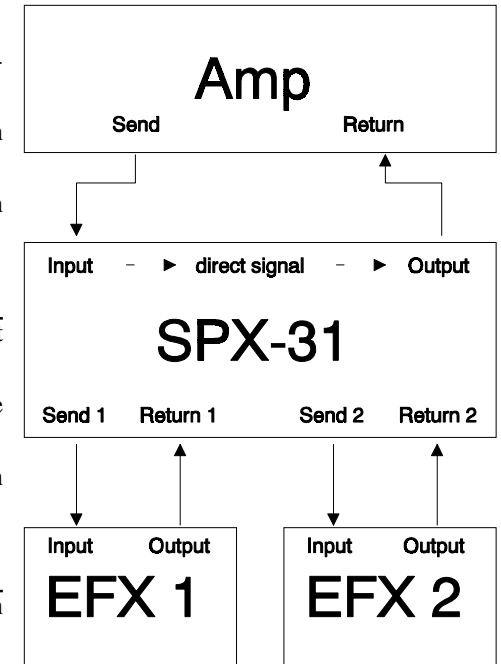 Amp
Send Return
Input direct signal Output
SPX-31
Send 1 Return 1 Send 2 Return 2
Input Output Input Output
EFX 1 EFX 2